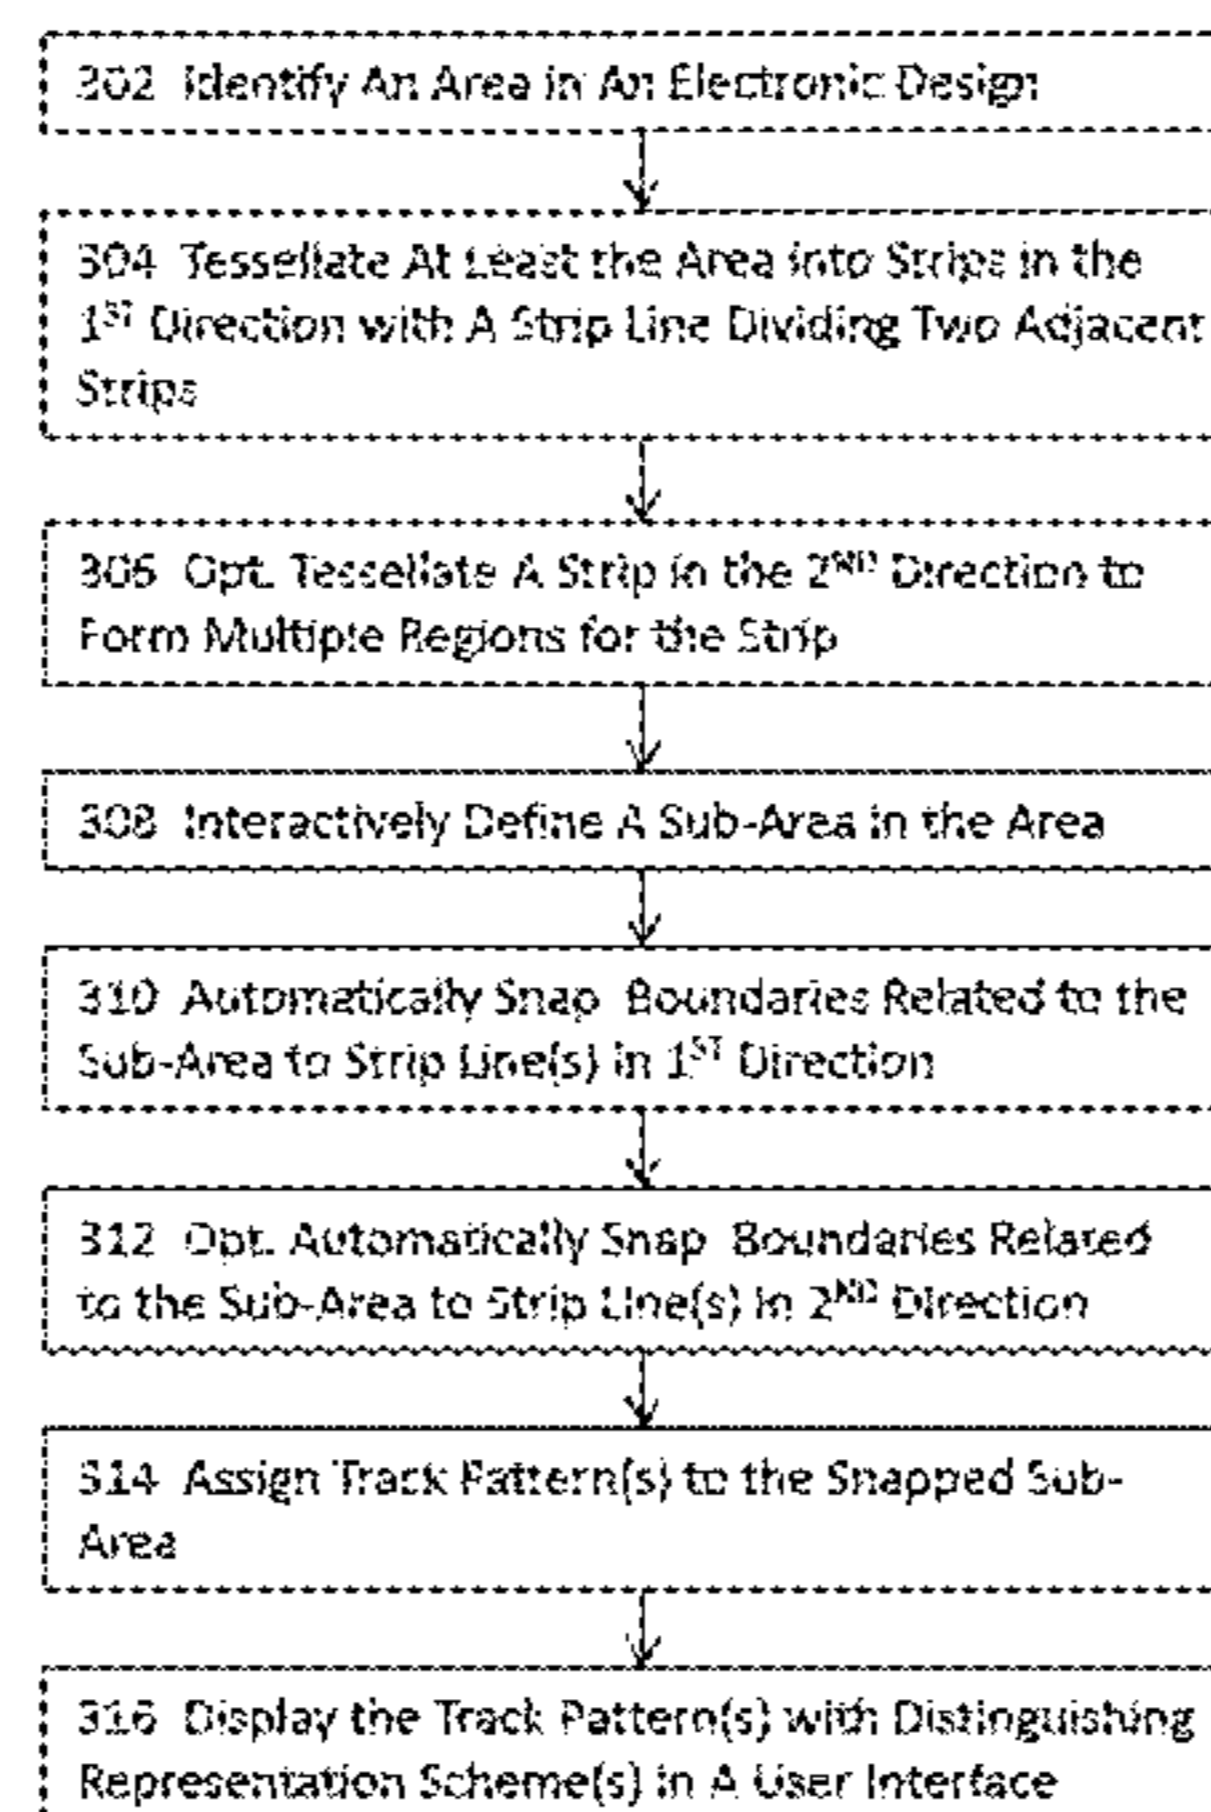 302 Identify An Area in An Electronic Design
304 Tessellate At Least the Area into Strips in the
1ST Direction with A Strip Line Dividing Two Adjacent
Strips
306 Opt. Tessellate A Strip in the 2ND Direction to
Form Multiple Regions for the Strip
308 Interactively Define A Sub-Area in the Area
310 Automatically Snap Boundaries Related to the
Sub-Area to Strip Line(s) in 1ST Direction
312 Opt. Automatically Snap Boundaries Related
to the Sub-Area to Strip Line(s) in 2ND Direction
314 Assign Track Pattern(s) to the Snapped Sub-
Area
316 Display the Track Pattern(s) with Distinguishing
Representation Scheme(s) in A User Interface